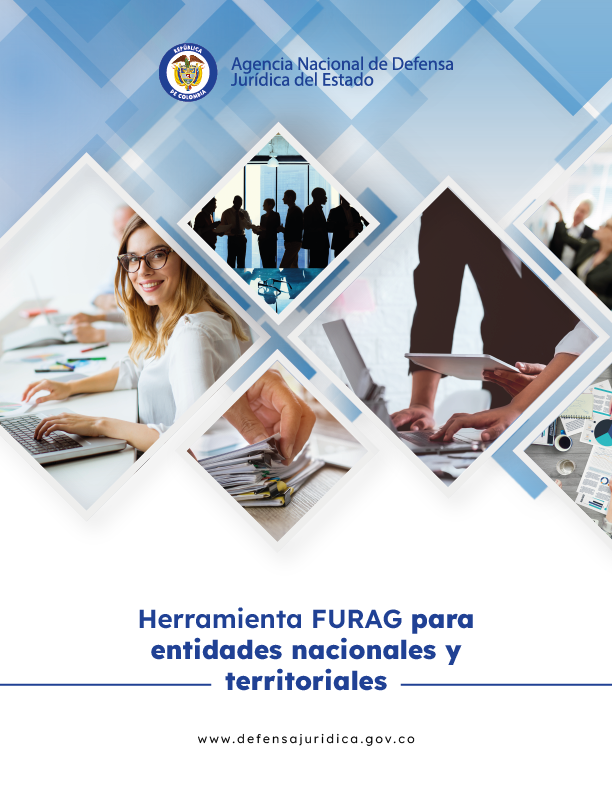 REPÚBLICA
DE COLOMBIA
Agencia Nacional de Defensa
Jurídica del Estado
Herramienta FURAG para
entidades nacionales y
territoriales
www.defensajuridica.gov.co